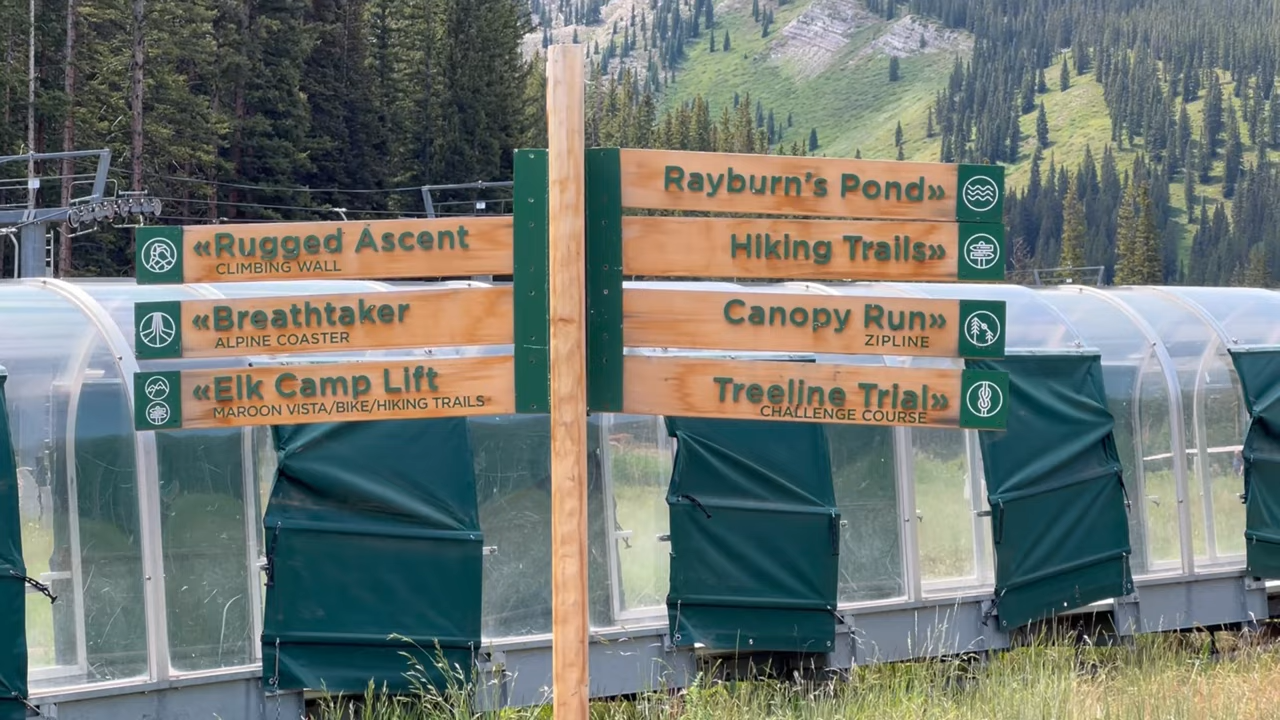 «Rugged Ascent
CLIMBING WALL
«Breathtaker
ALPINE COASTER
«Elk Camp Lift
MAROON VISTA/BIKE/HIKING TRAILS
Rayburn's Pond»
Hiking Trails»
Canopy Run»
ZIPLINE
Treeline Trial»
CHALLENGE COURSE